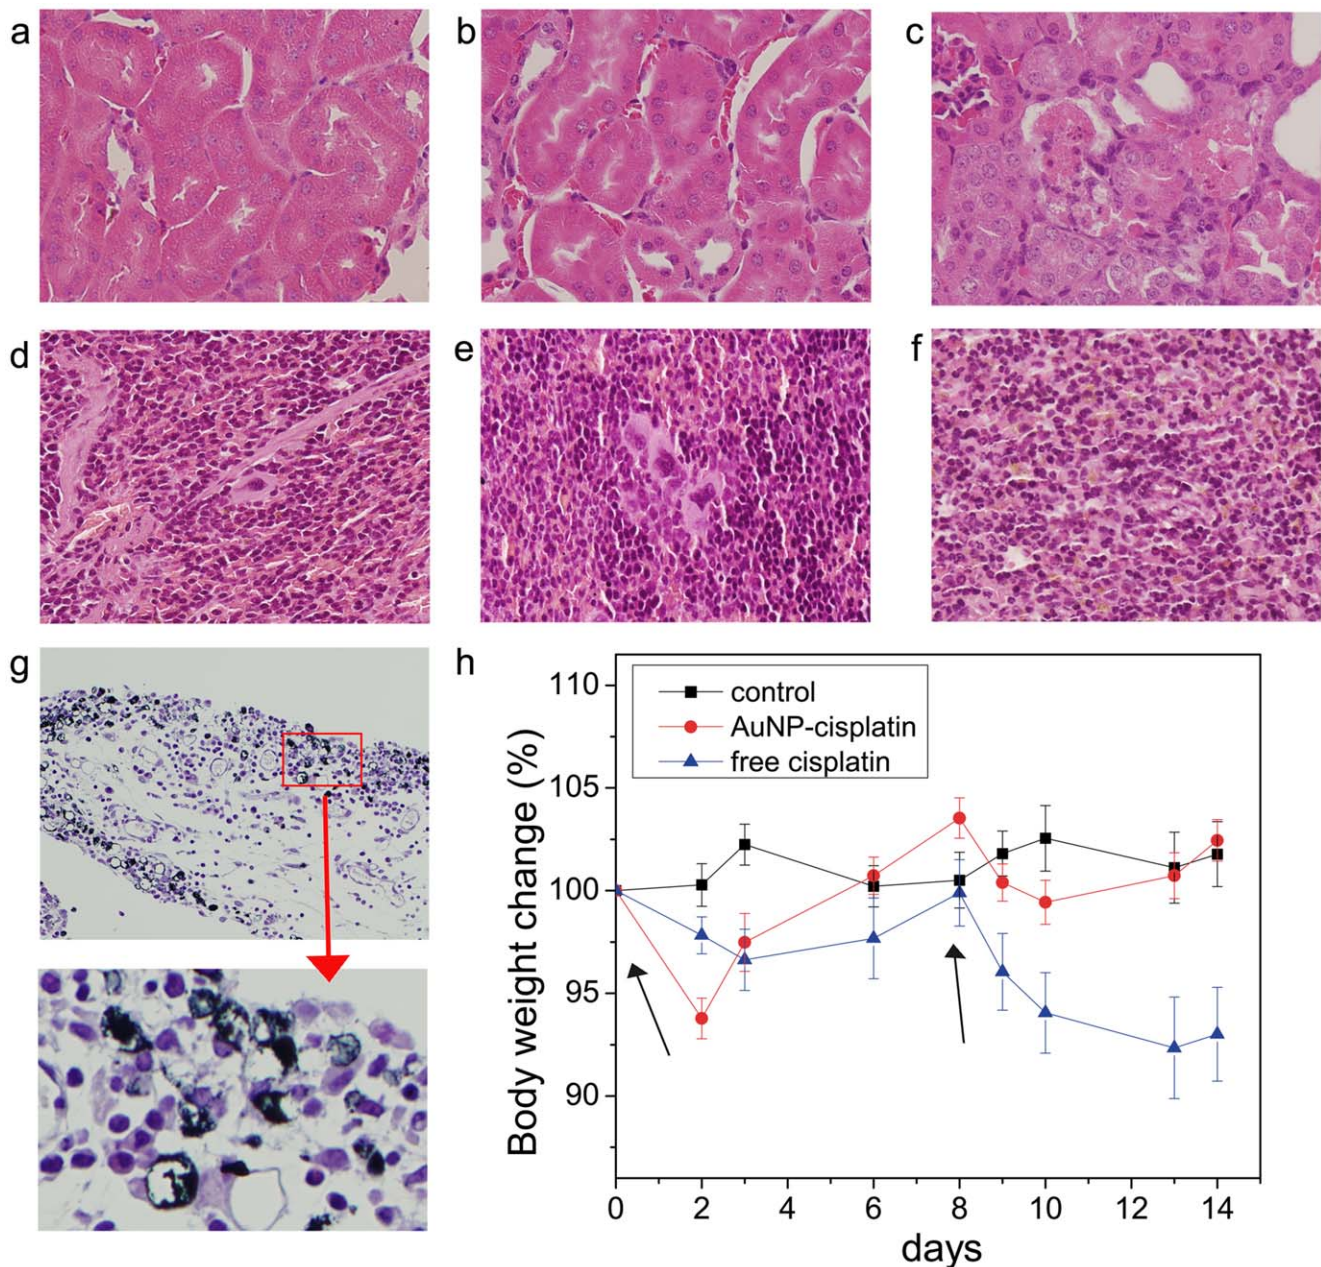 a
b
c
d
e
f
g
h
control
AuNP-cisplatin
free cisplatin
Body weight change (%)
110
105
100
95
90
0 2 4 6 8 10 12 14
days